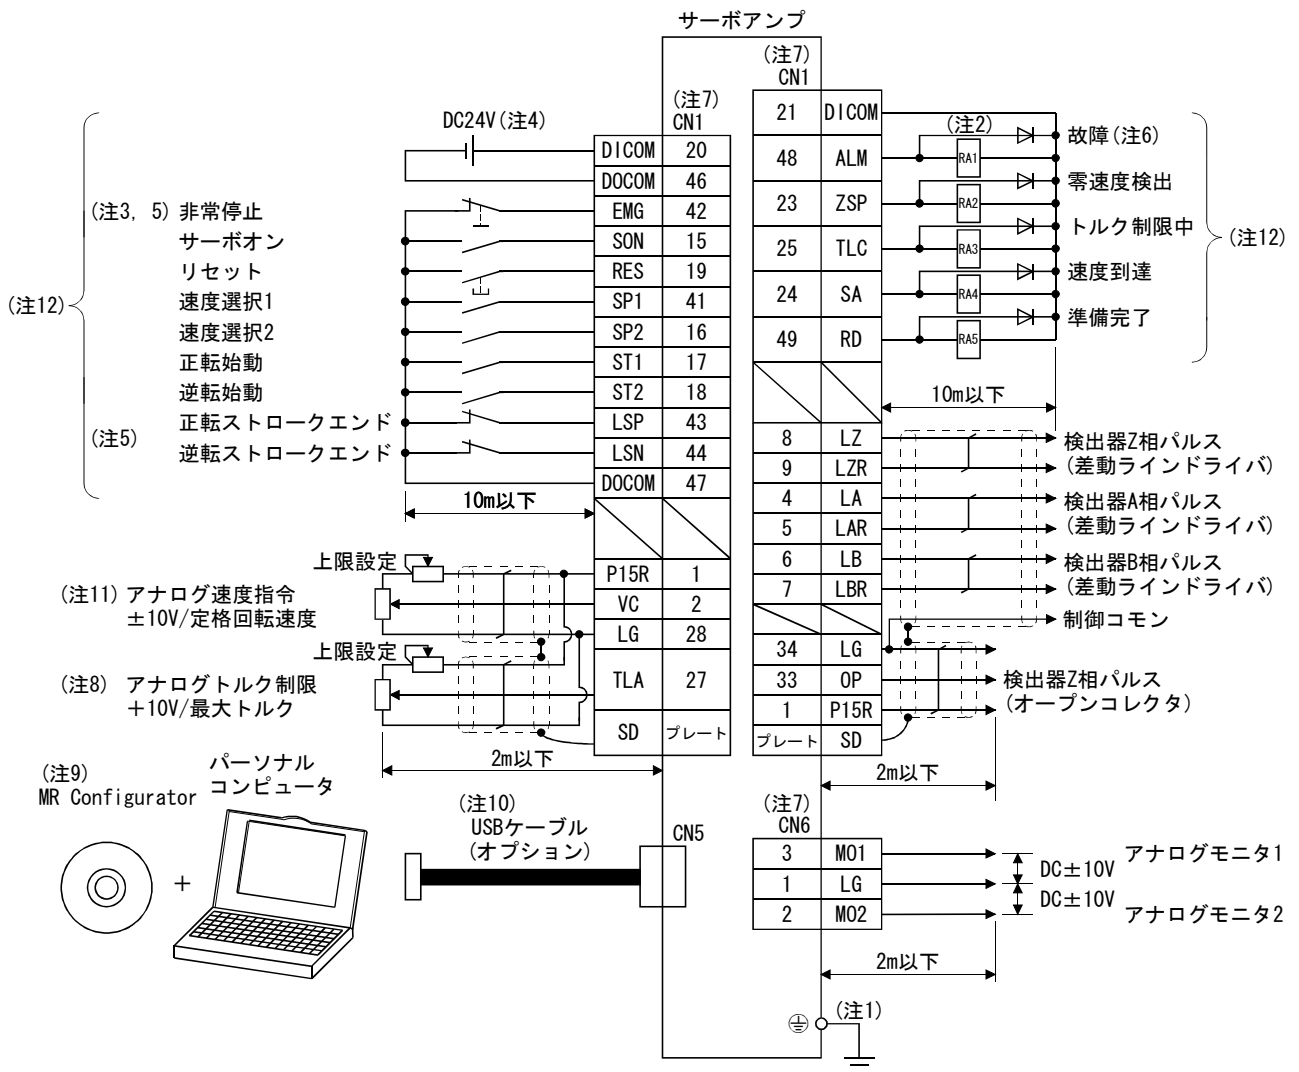 サーボアンプ
(注7)
CN1
DC24V(注4)
DICOM 20
DOCOM 46
(注3, 5) 非常停止 EMG 42
サーボオン SON 15
リセット RES 19
速度選択1 SP1 41
速度選択2 SP2 16
正転始動 ST1 17
逆転始動 ST2 18
正転ストロークエンド LSP 43
(注5)
逆転ストロークエンド LSN 44
DOCOM 47
(注12)
10m以下
上限設定
P15R 1
(注11) アナログ速度指令
±10V/定格回転速度
VC 2
LG 28
上限設定
(注8) アナログトルク制限
+10V/最大トルク
TLA 27
SD プレート
2m以下
(注9)
MR Configurator
+
パーソナル
コンピュータ
(注10)
USBケーブル
(オプション)
CN5
(注7)
CN1
21 DICOM
(注2)
48 ALM RA1 故障(注6)
23 ZSP RA2 零速度検出
25 TLC RA3 トルク制限中
24 SA RA4 速度到達
49 RD RA5 準備完了
(注12)
10m以下
8 LZ
9 LZR
検出器Z相パルス
(差動ラインドライバ)
4 LA
5 LAR
検出器A相パルス
(差動ラインドライバ)
6 LB
7 LBR
検出器B相パルス
(差動ラインドライバ)
制御コモン
34 LG
33 OP
1 P15R
検出器Z相パルス
(オープンコレクタ)
プレート SD
2m以下
(注7)
CN6
3 MO1 アナログモニタ1
DC±10V
1 LG
DC±10V
2 MO2 アナログモニタ2
2m以下
(注1)